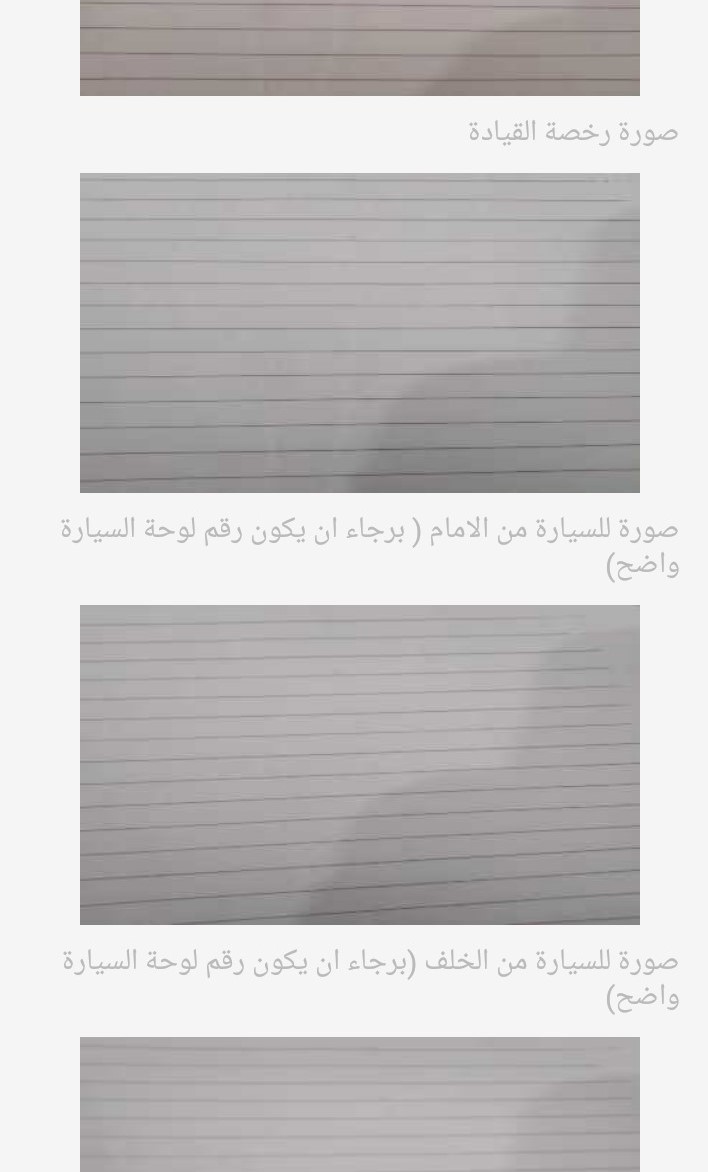 صورة رخصة القيادة
صورة للسيارة من الامام ( برجاء ان يكون رقم لوحة السيارة
واضح)
صورة للسيارة من الخلف (برجاء ان يكون رقم لوحة السيارة
واضح)